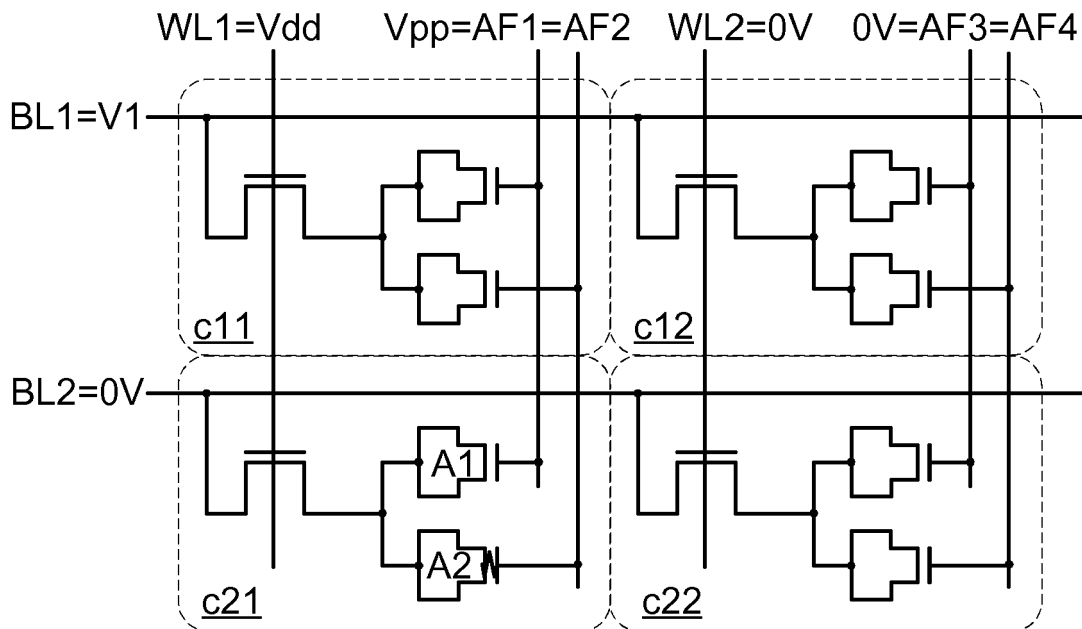 WL1=Vdd
Vpp=AF1=AF2
WL2=0V
0V=AF3=AF4
BL1=V1
c11
c12
BL2=0V
A1
A2
c21
c22